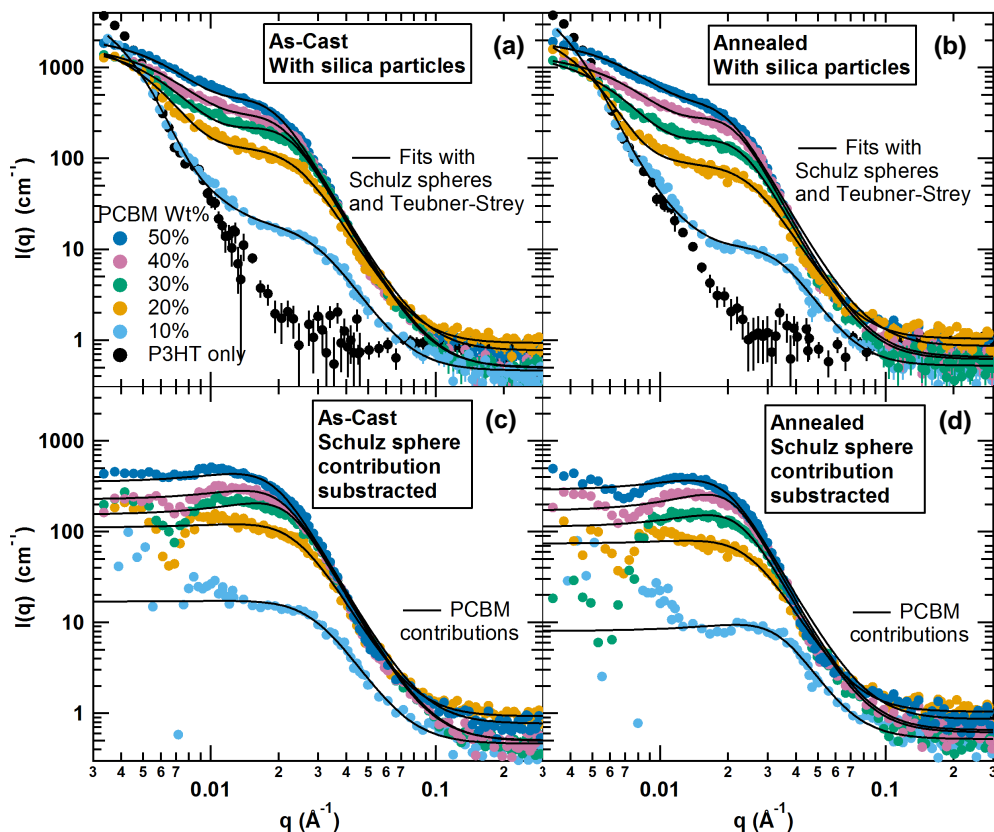 (a)
As-Cast
With silica particles
Fits with
Schulz spheres
and Teubner-Strey
PCBM Wt%
50%
40%
30%
20%
10%
P3HT only
I(q) (cm⁻¹)
1000
100
10
1
(b)
Annealed
With silica particles
Fits with
Schulz spheres
and Teubner-Strey
(c)
As-Cast
Schulz sphere
contribution
substracted
PCBM
contributions
I(q) (cm⁻¹)
1000
100
10
1
3 4 5 6 7 0.01 2 3 4 5 6 7 0.1 2 3
q (Å⁻¹)
(d)
Annealed
Schulz sphere
contribution
substracted
PCBM
contributions
4 5 6 7 0.01 2 3 4 5 6 7 0.1 2 3
q (Å⁻¹)